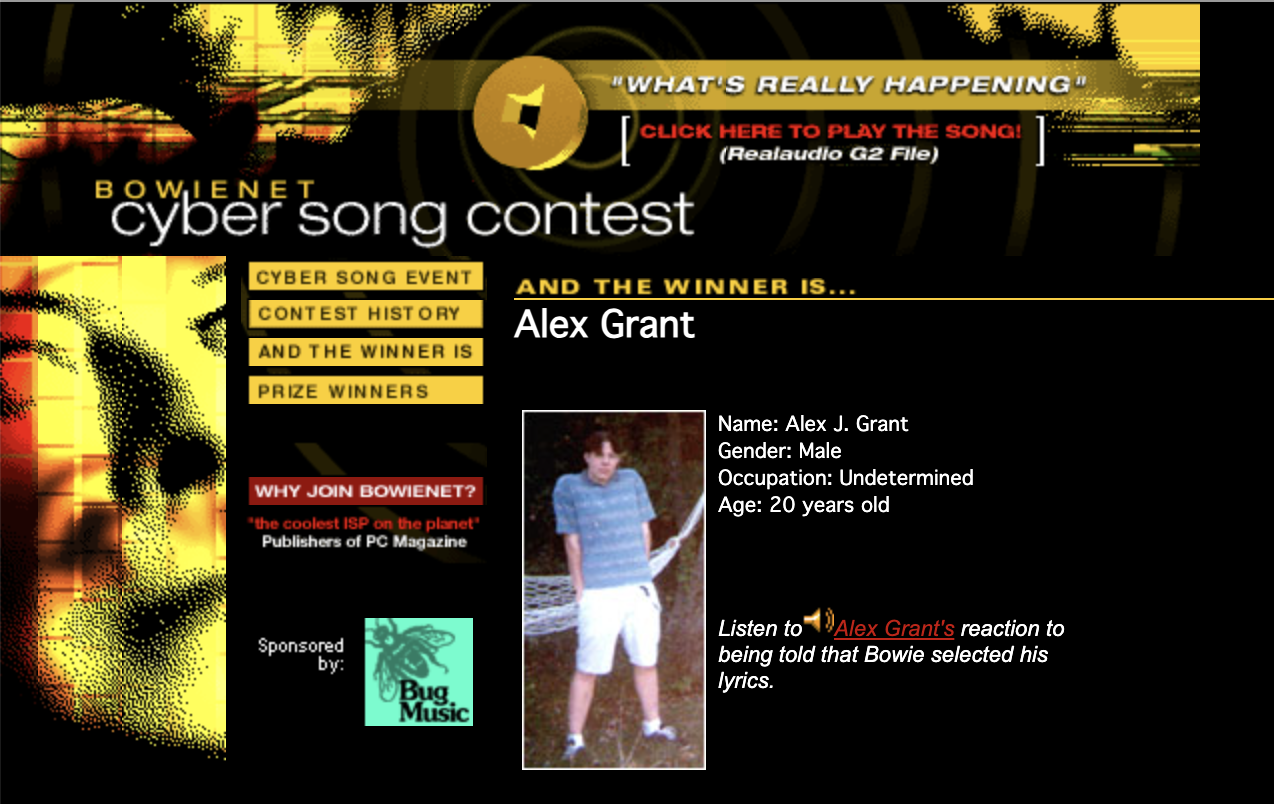 "WHAT'S REALLY HAPPENING"
CLICK HERE TO PLAY THE SONG!
(Realaudio G2 File)
BOWIENET
cyber song contest
CYBER SONG EVENT
CONTEST HISTORY
AND THE WINNER IS
PRIZE WINNERS
WHY JOIN BOWIENET?
"the coolest ISP on the planet"
Publishers of PC Magazine
Sponsored
by:
Bug
Music
AND THE WINNER IS...
Alex Grant
Name: Alex J. Grant
Gender: Male
Occupation: Undetermined
Age: 20 years old
Listen to Alex Grant's reaction to
being told that Bowie selected his
lyrics.